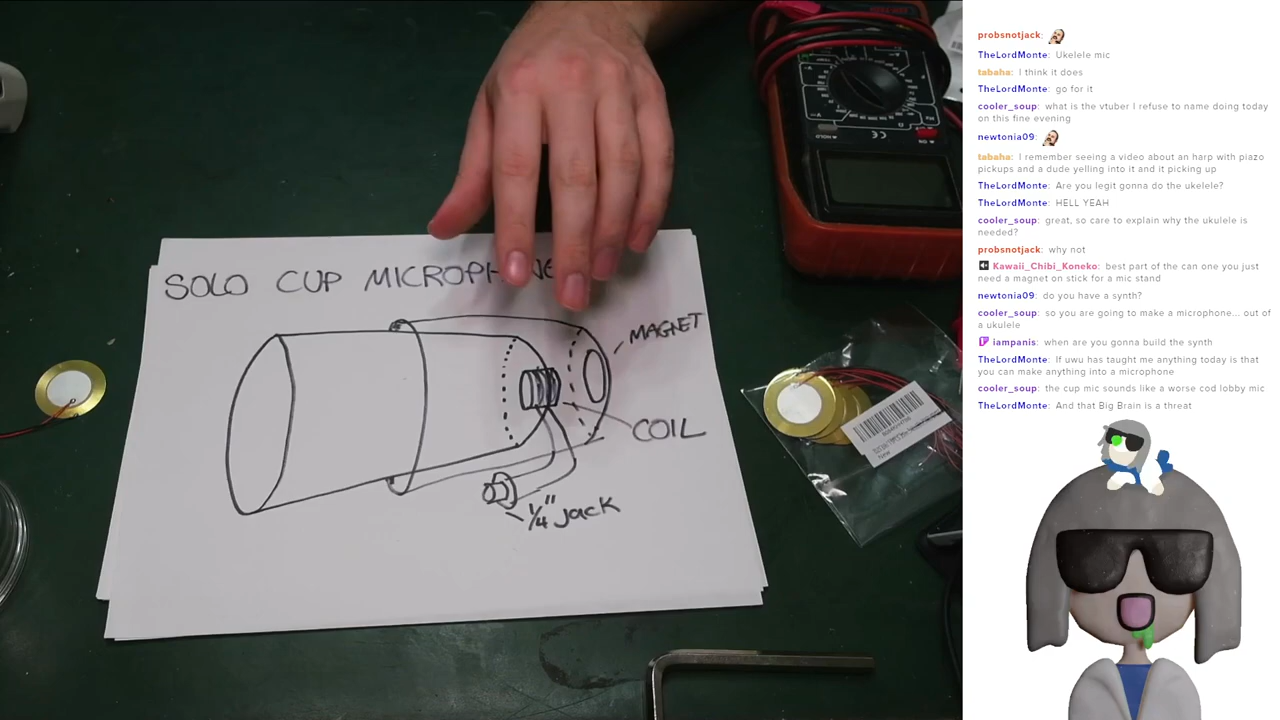 SOLO CUP MICROPHONE
MAGNET
COIL
1/4" jack
HOLD
CE
probsnotjack:
TheLordMonte: Ukelele mic
tabaha: I think it does
TheLordMonte: go for it
cooler_soup: what is the vtuber I refuse to name doing today
on this fine evening
newtonia09:
tabaha: I remember seeing a video about an harp with piazo
pickups and a dude yelling into it and it picking up
TheLordMonte: Are you legit gonna do the ukelele?
TheLordMonte: HELL YEAH
cooler_soup: great, so care to explain why the ukulele is
needed?
probsnotjack: why not
Kawaii_Chibi_Koneko: best part of the can one you just
need a magnet on stick for a mic stand
newtonia09: do you have a synth?
cooler_soup: so you are going to make a microphone... out of
a ukulele
iampanis: when are you gonna build the synth
TheLordMonte: If uwu has taught me anything today is that
you can make anything into a microphone
cooler_soup: the cup mic sounds like a worse cod lobby mic
TheLordMonte: And that Big Brain is a threat